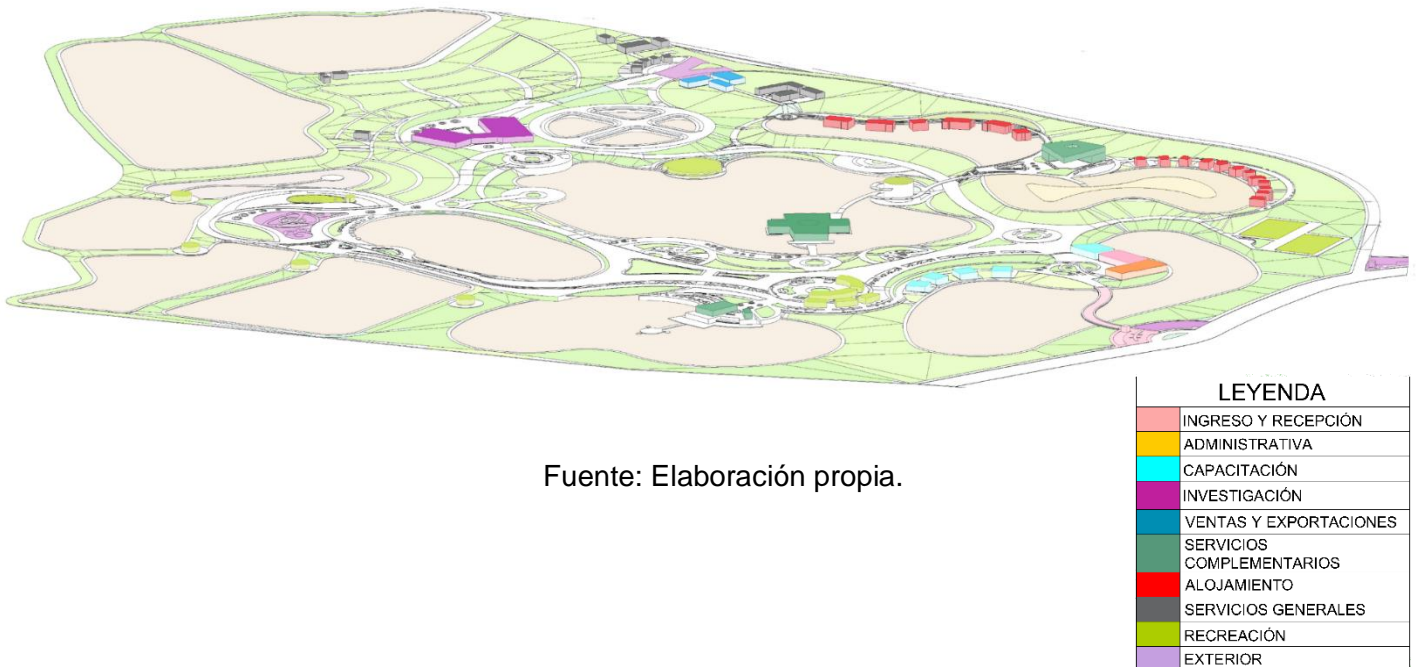 LEYENDA
INGRESO Y RECEPCIÓN
ADMINISTRATIVA
CAPACITACIÓN
INVESTIGACIÓN
VENTAS Y EXPORTACIONES
SERVICIOS
COMPLEMENTARIOS
ALOJAMIENTO
SERVICIOS GENERALES
RECREACIÓN
EXTERIOR
Fuente: Elaboración propia.